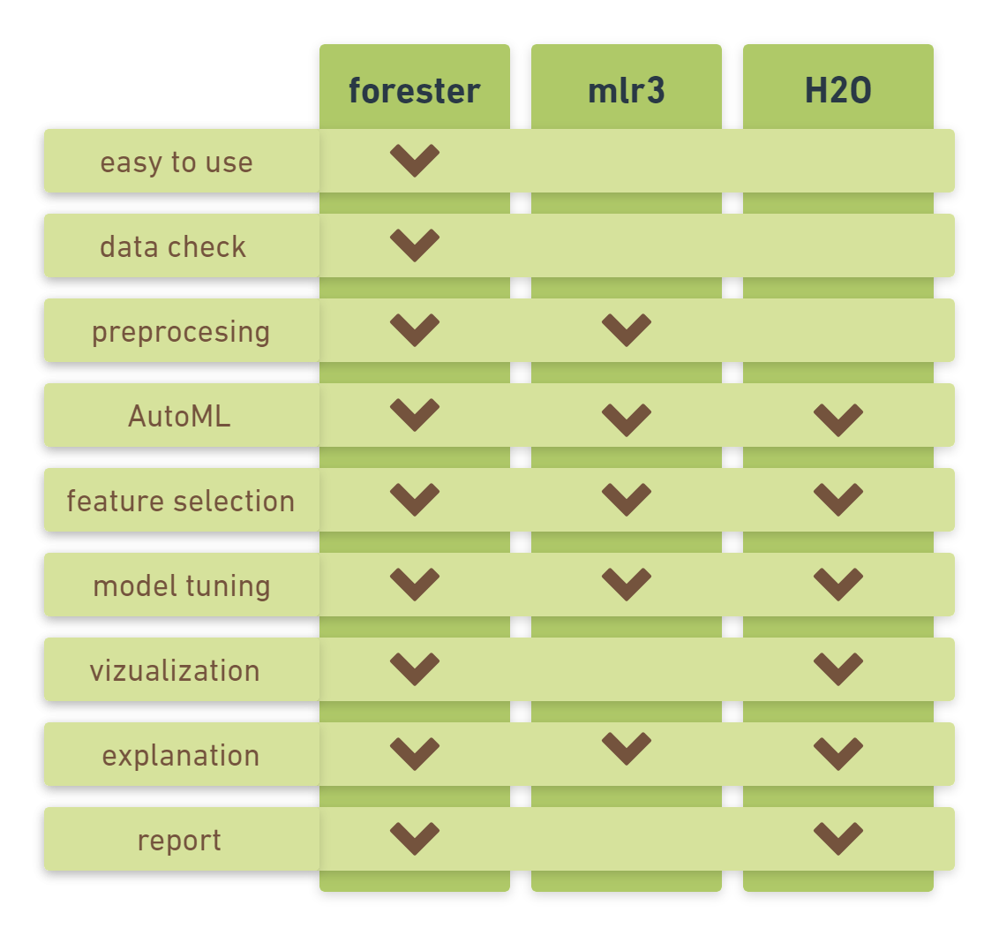 forester mlr3 H2O
easy to use
data check
preprocesing
AutoML
feature selection
model tuning
vizualization
explanation
report